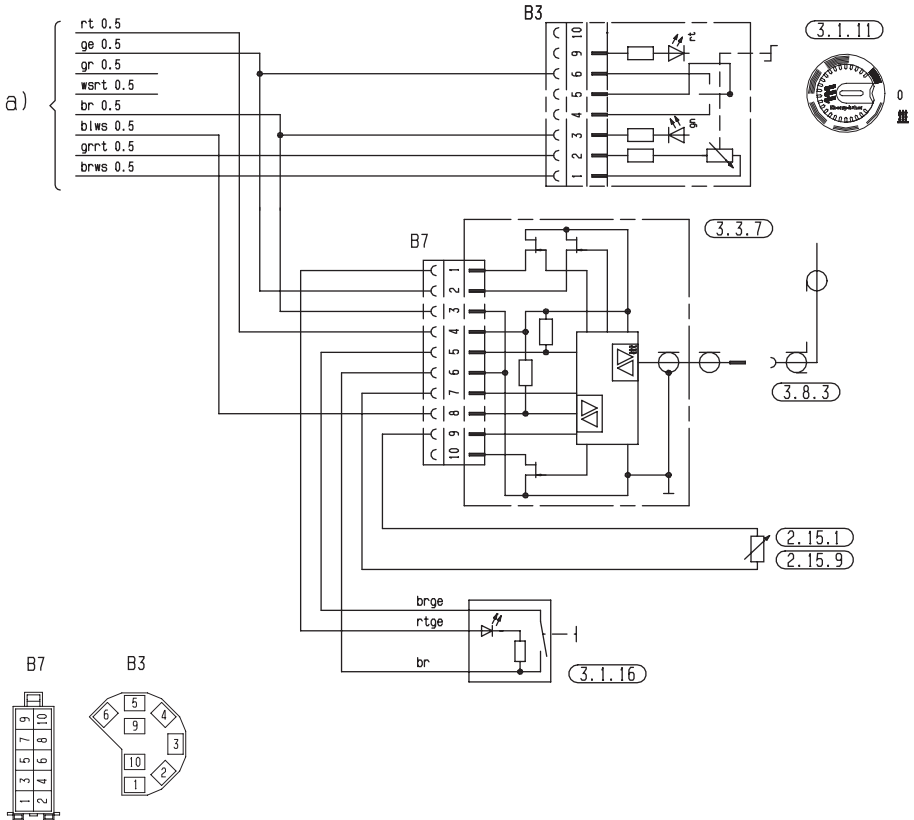 a)
rt 0.5
ge 0.5
gr 0.5
wsrt 0.5
br 0.5
blws 0.5
grrt 0.5
brws 0.5
B3
10
9
6
5
4
3
2
1
rt
gr
3.1.11
0
B7
1
2
3
4
5
6
7
8
9
10
3.3.7
3.8.3
2.15.1
2.15.9
brge
rtge
br
3.1.16
B7
9 10
7 8
5 6
3 4
1 2
B3
5
6 4
9
3
10
2
1